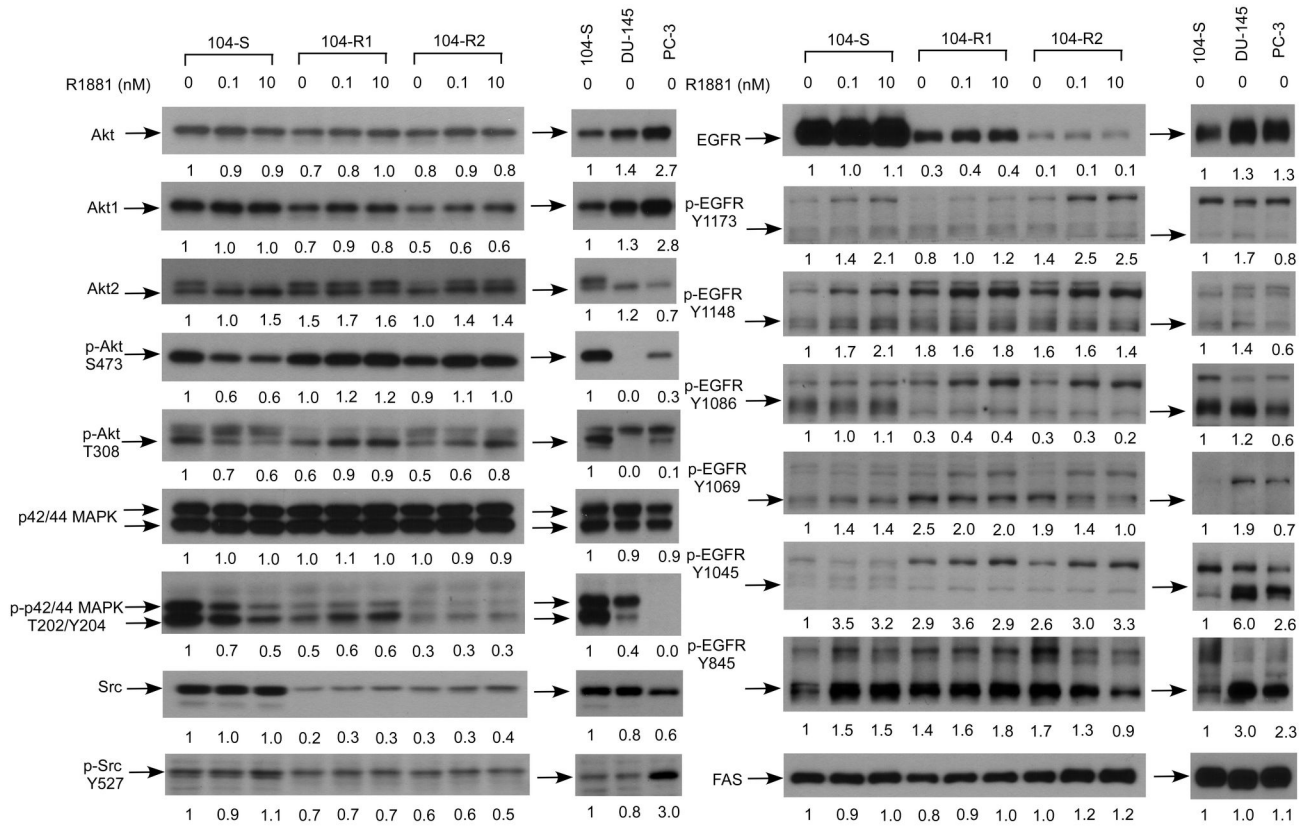 104-S 104-R1 104-R2
R1881 (nM) 0 0.1 10 0 0.1 10 0 0.1 10
104-S DU-145 PC-3
0 0 0
Akt
1 0.9 0.9 0.7 0.8 1.0 0.8 0.9 0.8 1 1.4 2.7
Akt1
1 1.0 1.0 0.7 0.9 0.8 0.5 0.6 0.6 1 1.3 2.8
Akt2
1 1.0 1.5 1.5 1.7 1.6 1.0 1.4 1.4 1 1.2 0.7
p-Akt
S473
1 0.6 0.6 1.0 1.2 1.2 0.9 1.1 1.0 1 0.0 0.3
p-Akt
T308
1 0.7 0.6 0.6 0.9 0.9 0.5 0.6 0.8 1 0.0 0.1
p42/44 MAPK
1 1.0 1.0 1.0 1.1 1.0 1.0 0.9 0.9 1 0.9 0.9
p-p42/44 MAPK
T202/Y204
1 0.7 0.5 0.5 0.6 0.6 0.3 0.3 0.3 1 0.4 0.0
Src
1 1.0 1.0 0.2 0.3 0.3 0.3 0.3 0.4 1 0.8 0.6
p-Src
Y527
1 0.9 1.1 0.7 0.7 0.7 0.6 0.6 0.5 1 0.8 3.0
104-S 104-R1 104-R2
R1881 (nM) 0 0.1 10 0 0.1 10 0 0.1 10
104-S DU-145 PC-3
0 0 0
EGFR
1 1.0 1.1 0.3 0.4 0.4 0.1 0.1 0.1 1 1.3 1.3
p-EGFR
Y1173
1 1.4 2.1 0.8 1.0 1.2 1.4 2.5 2.5 1 1.7 0.8
p-EGFR
Y1148
1 1.7 2.1 1.8 1.6 1.8 1.6 1.6 1.4 1 1.4 0.6
p-EGFR
Y1086
1 1.0 1.1 0.3 0.4 0.4 0.3 0.3 0.2 1 1.2 0.6
p-EGFR
Y1069
1 1.4 1.4 2.5 2.0 2.0 1.9 1.4 1.0 1 1.9 0.7
p-EGFR
Y1045
1 3.5 3.2 2.9 3.6 2.9 2.6 3.0 3.3 1 6.0 2.6
p-EGFR
Y845
1 1.5 1.5 1.4 1.6 1.8 1.7 1.3 0.9 1 3.0 2.3
FAS
1 0.9 1.0 0.8 0.9 1.0 1.0 1.2 1.2 1 1.0 1.1